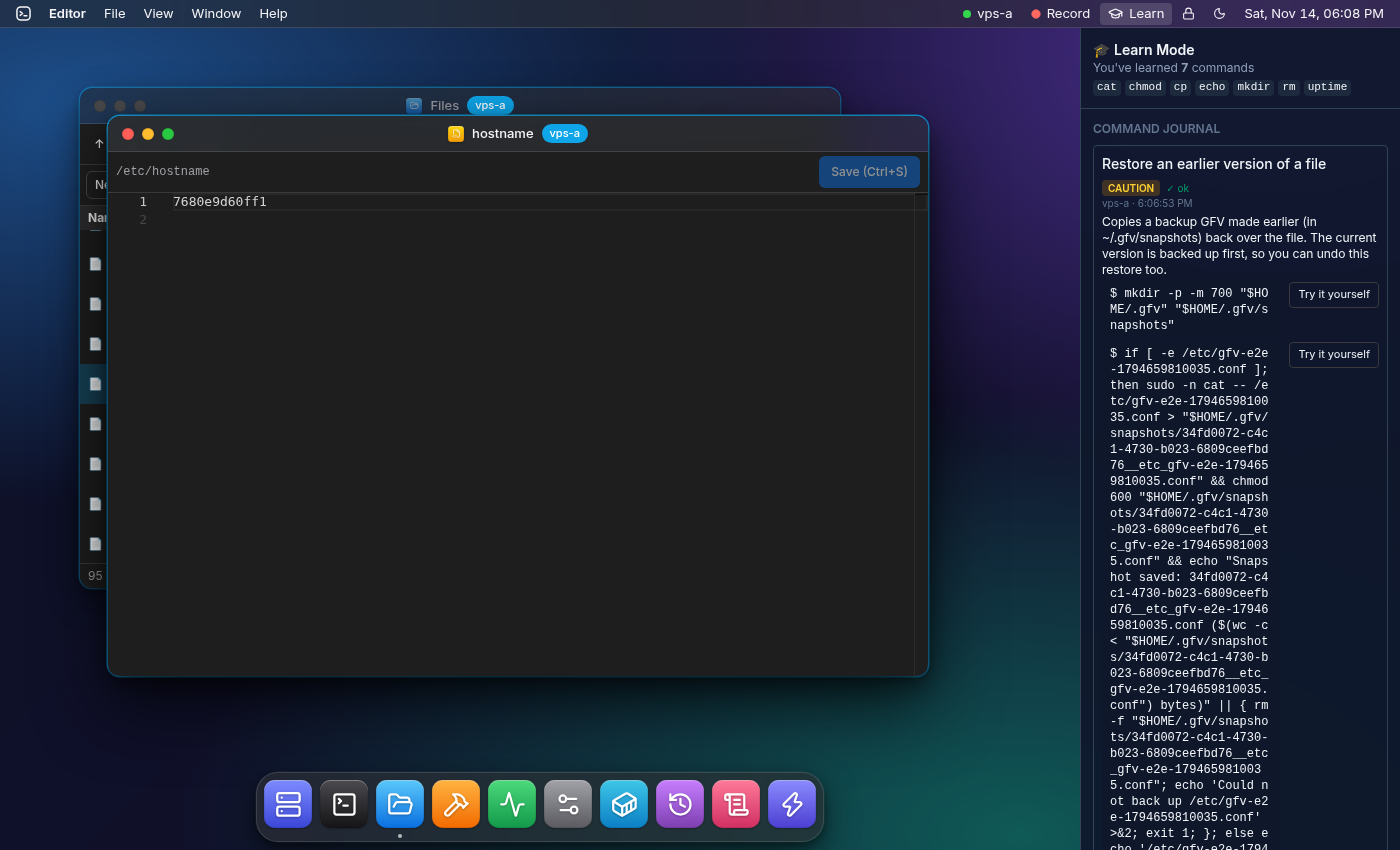 Editor File View Window Help
vps-a Record Learn Sat, Nov 14, 06:08 PM
Files vps-a
hostname vps-a
/etc/hostname
Save (Ctrl+S)
1 7680e9d60ff1
2
95
🎓 Learn Mode
You've learned 7 commands
cat chmod cp echo mkdir rm uptime
COMMAND JOURNAL
Restore an earlier version of a file
CAUTION ✓ ok
vps-a · 6:06:53 PM
Copies a backup GFV made earlier (in
~/.gfv/snapshots) back over the file. The current
version is backed up first, so you can undo this
restore too.
$ mkdir -p -m 700 "$HO
ME/.gfv" "$HOME/.gfv/s
napshots"
Try it yourself
$ if [ -e /etc/gfv-e2e
-1794659810035.conf ];
then sudo -n cat -- /e
tc/gfv-e2e-17946598100
35.conf > "$HOME/.gfv/
snapshots/34fd0072-c4c
1-4730-b023-6809ceefbd
76__etc_gfv-e2e-179465
9810035.conf" && chmod
600 "$HOME/.gfv/snapsh
ots/34fd0072-c4c1-4730
-b023-6809ceefbd76__et
c_gfv-e2e-179465981003
5.conf" && echo "Snaps
hot saved: 34fd0072-c4
c1-4730-b023-6809ceefb
d76__etc_gfv-e2e-17946
59810035.conf ($(wc -c
< "$HOME/.gfv/snapshot
s/34fd0072-c4c1-4730-b
023-6809ceefbd76__etc_
gfv-e2e-1794659810035.
conf") bytes)" || { rm
-f "$HOME/.gfv/snapsho
ts/34fd0072-c4c1-4730-
b023-6809ceefbd76__etc
_gfv-e2e-179465981003
5.conf"; echo 'Could n
ot back up /etc/gfv-e2
e-1794659810035.conf'
>&2; exit 1; }; else e
cho '/etc/gfv-e2e-1794
Try it yourself